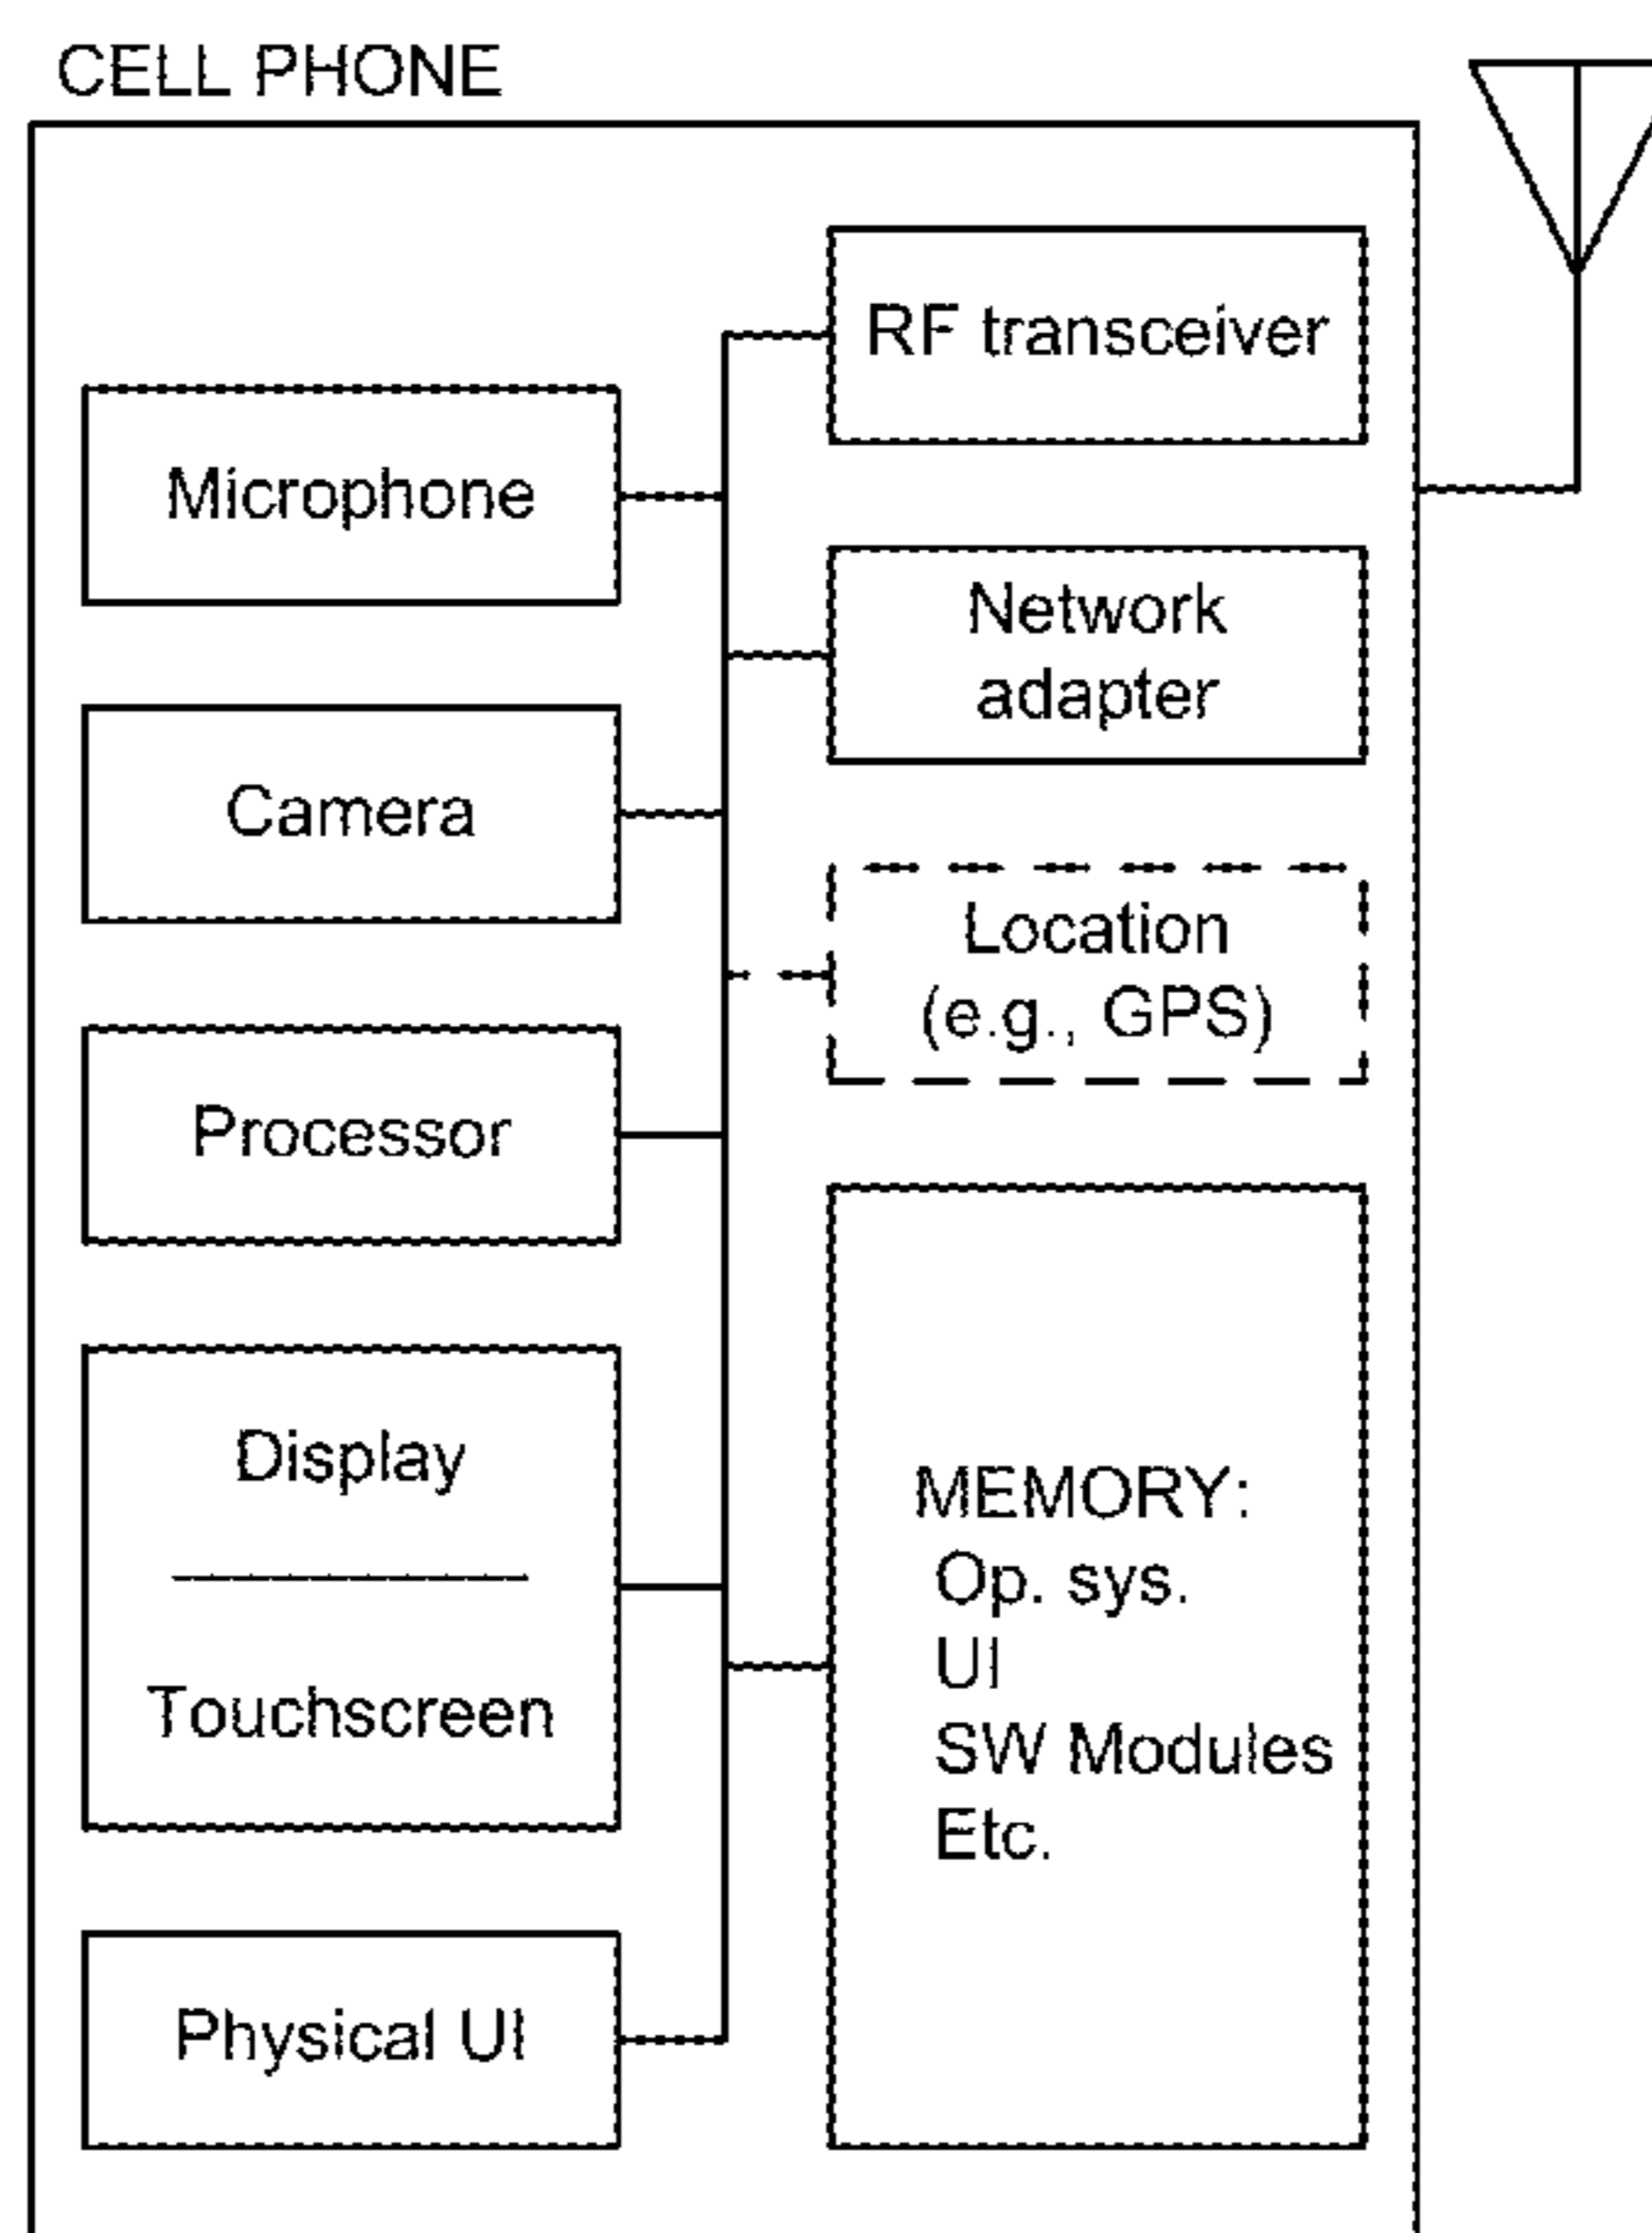 CELL PHONE
RF transceiver
Microphone
Network
adapter
Camera
Location
(e.g., GPS)
Processor
Display
Touchscreen
MEMORY:
Op. sys.
UI
SW Modules
Etc.
Physical UI